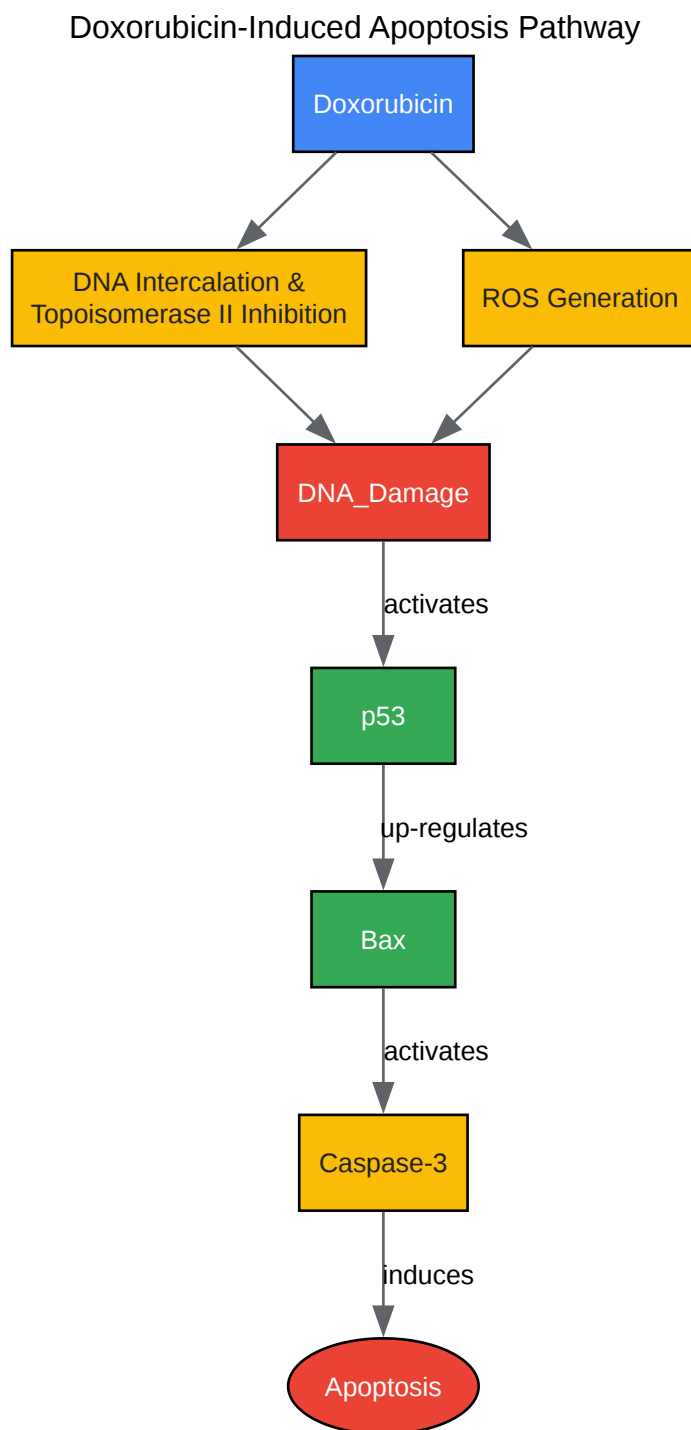 Doxorubicin-Induced Apoptosis Pathway
Doxorubicin
DNA Intercalation &
Topoisomerase II Inhibition
ROS Generation
DNA_Damage
activates
p53
up-regulates
Bax
activates
Caspase-3
induces
Apoptosis